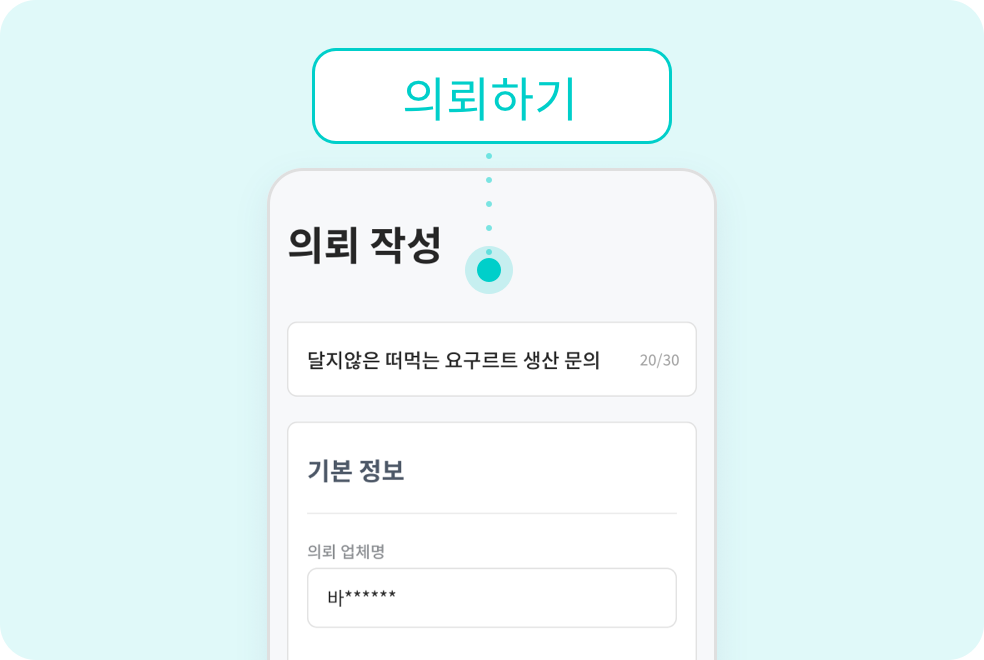 의뢰하기
의뢰 작성
달지않은 떠먹는 요구르트 생산 문의 20/30
기본 정보
의뢰 업체명
바******